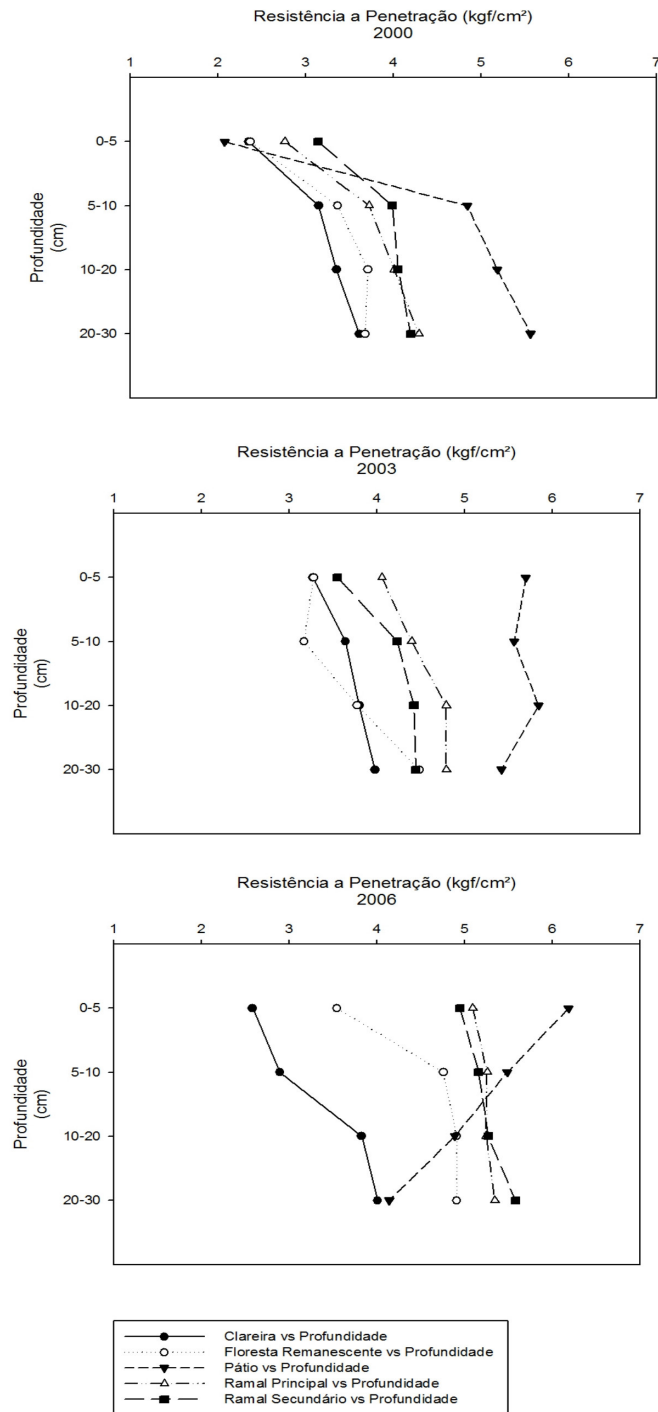 Resistência a Penetração (kgf/cm²)
2000
1 2 3 4 5 6 7
0-5
5-10
10-20
20-30
Profundidade
(cm)
Resistência a Penetração (kgf/cm²)
2003
1 2 3 4 5 6 7
0-5
5-10
10-20
20-30
Profundidade
(cm)
Resistência a Penetração (kgf/cm²)
2006
1 2 3 4 5 6 7
0-5
5-10
10-20
20-30
Profundidade
(cm)
Clareira vs Profundidade
Floresta Remanescente vs Profundidade
Pátio vs Profundidade
Ramal Principal vs Profundidade
Ramal Secundário vs Profundidade